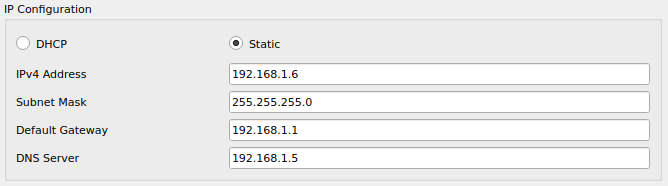 IP Configuration
DHCP Static
IPv4 Address 192.168.1.6
Subnet Mask 255.255.255.0
Default Gateway 192.168.1.1
DNS Server 192.168.1.5